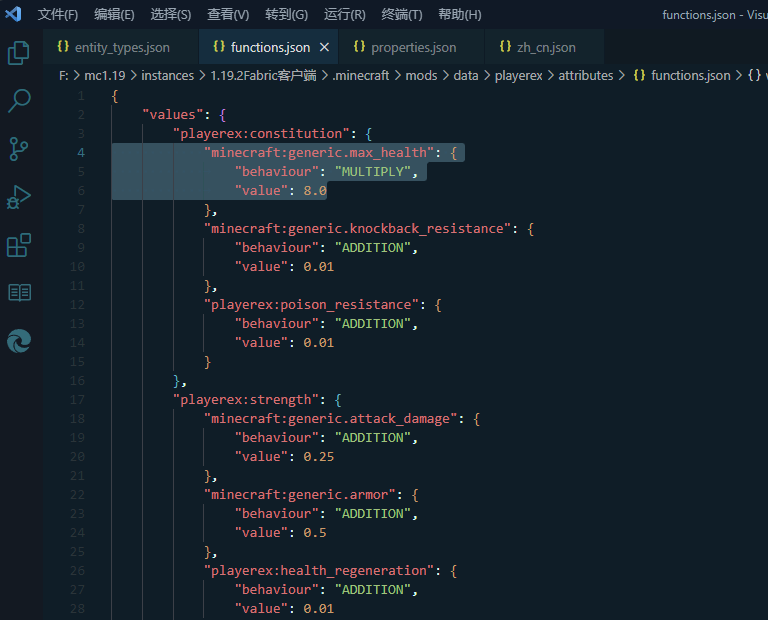 文件(F) 编辑(E) 选择(S) 查看(V) 转到(G) 运行(R) 终端(T) 帮助(H) functions.json - Visu
{} entity_types.json {} functions.json × {} properties.json {} zh_cn.json
F: > mc1.19 > instances > 1.19.2Fabric客户端 > .minecraft > mods > data > playerex > attributes > {} functions.json > {}
1 {
2 "values": {
3 "playerex:constitution": {
4 "minecraft:generic.max_health": {
5 "behaviour": "MULTIPLY",
6 "value": 8.0
7 },
8 "minecraft:generic.knockback_resistance": {
9 "behaviour": "ADDITION",
10 "value": 0.01
11 },
12 "playerex:poison_resistance": {
13 "behaviour": "ADDITION",
14 "value": 0.01
15 }
16 },
17 "playerex:strength": {
18 "minecraft:generic.attack_damage": {
19 "behaviour": "ADDITION",
20 "value": 0.25
21 },
22 "minecraft:generic.armor": {
23 "behaviour": "ADDITION",
24 "value": 0.5
25 },
26 "playerex:health_regeneration": {
27 "behaviour": "ADDITION",
28 "value": 0.01